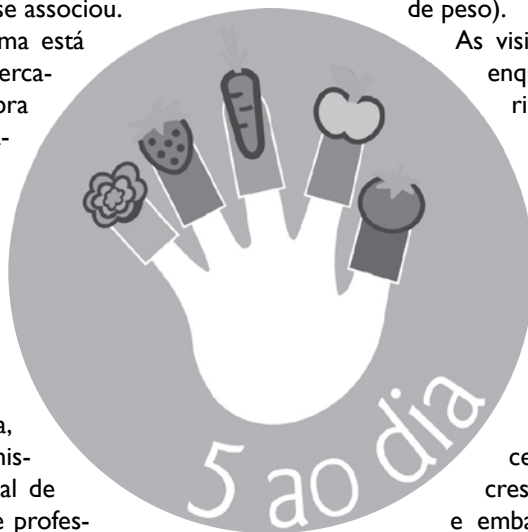 se associou.
ma está
erca-
ora
a,
nis-
al de
e profes-
5 ao dia
de peso).
As visi
enq
ri
ce
cres
e emba